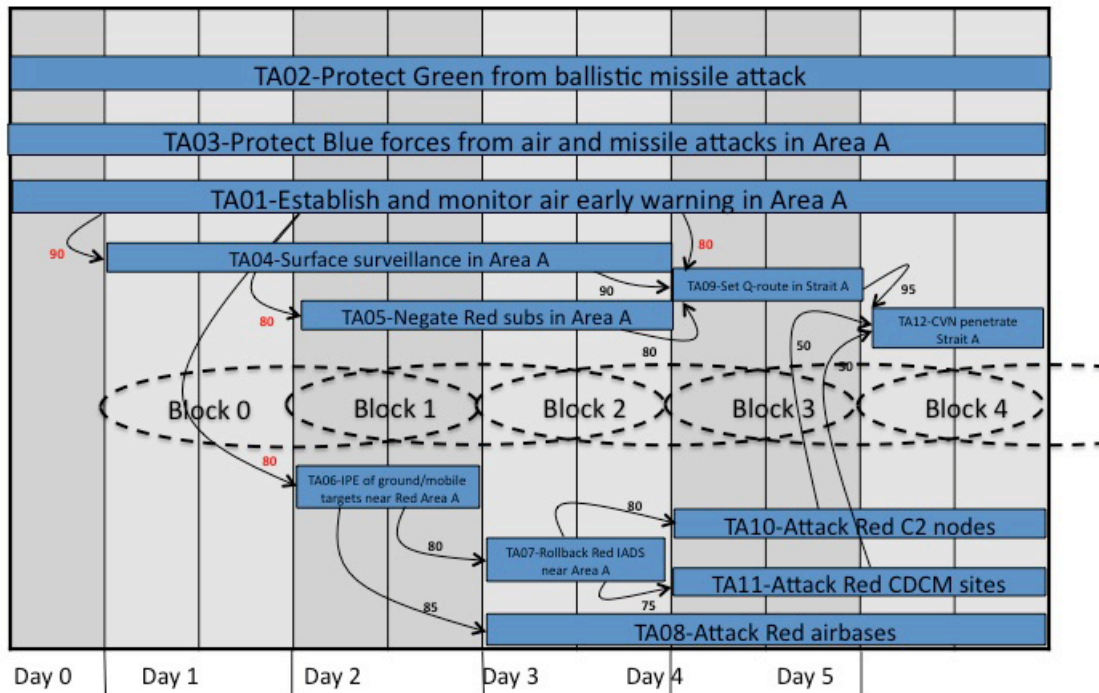 TA02-Protect Green from ballistic missile attack
TA03-Protect Blue forces from air and missile attacks in Area A
TA01-Establish and monitor air early warning in Area A
90
TA04-Surface surveillance in Area A
80
TA09-Set Q-route in Strait A
90
95
80
TA05-Negate Red subs in Area A
TA12-CVN penetrate
Strait A
80
50
50
Block 0
Block 1
Block 2
Block 3
Block 4
80
TA06-IPE of ground/mobile
targets near Red Area A
80
TA10-Attack Red C2 nodes
80
TA07-Rollback Red IADS
near Area A
TA11-Attack Red CDCM sites
85
75
TA08-Attack Red airbases
Day 0
Day 1
Day 2
Day 3
Day 4
Day 5